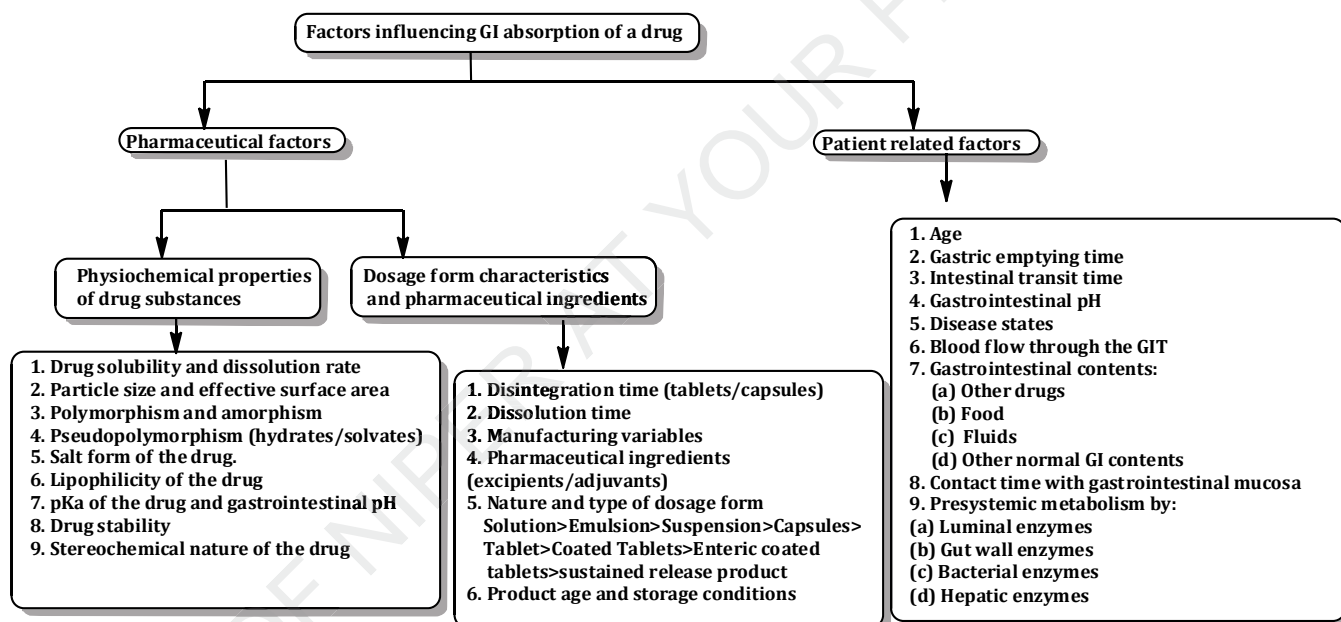 Factors influencing GI absorption of a drug
Pharmaceutical factors
Patient related factors
Physiochemical properties
of drug substances
Dosage form characteristics
and pharmaceutical ingredients
1. Drug solubility and dissolution rate
2. Particle size and effective surface area
3. Polymorphism and amorphism
4. Pseudopolymorphism (hydrates/solvates)
5. Salt form of the drug.
6. Lipophilicity of the drug
7. pKa of the drug and gastrointestinal pH
8. Drug stability
9. Stereochemical nature of the drug
1. Disintegration time (tablets/capsules)
2. Dissolution time
3. Manufacturing variables
4. Pharmaceutical ingredients
(excipients/adjuvants)
5. Nature and type of dosage form
Solution>Emulsion>Suspension>Capsules>
Tablet>Coated Tablets>Enteric coated
tablets>sustained release product
6. Product age and storage conditions
1. Age
2. Gastric emptying time
3. Intestinal transit time
4. Gastrointestinal pH
5. Disease states
6. Blood flow through the GIT
7. Gastrointestinal contents:
(a) Other drugs
(b) Food
(c) Fluids
(d) Other normal GI contents
8. Contact time with gastrointestinal mucosa
9. Presystemic metabolism by:
(a) Luminal enzymes
(b) Gut wall enzymes
(c) Bacterial enzymes
(d) Hepatic enzymes
NIPER AT YOUR